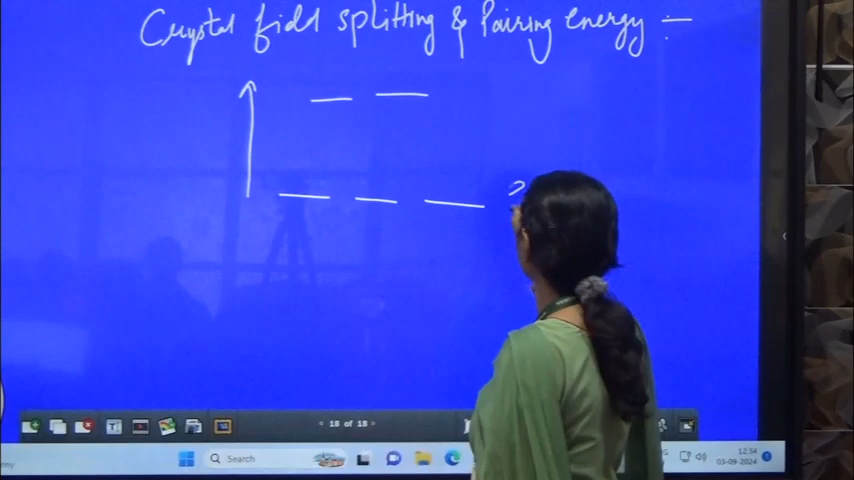 Crystal field splitting & Pairing energy :-
18 of 18
Search
12:54
03-09-2024